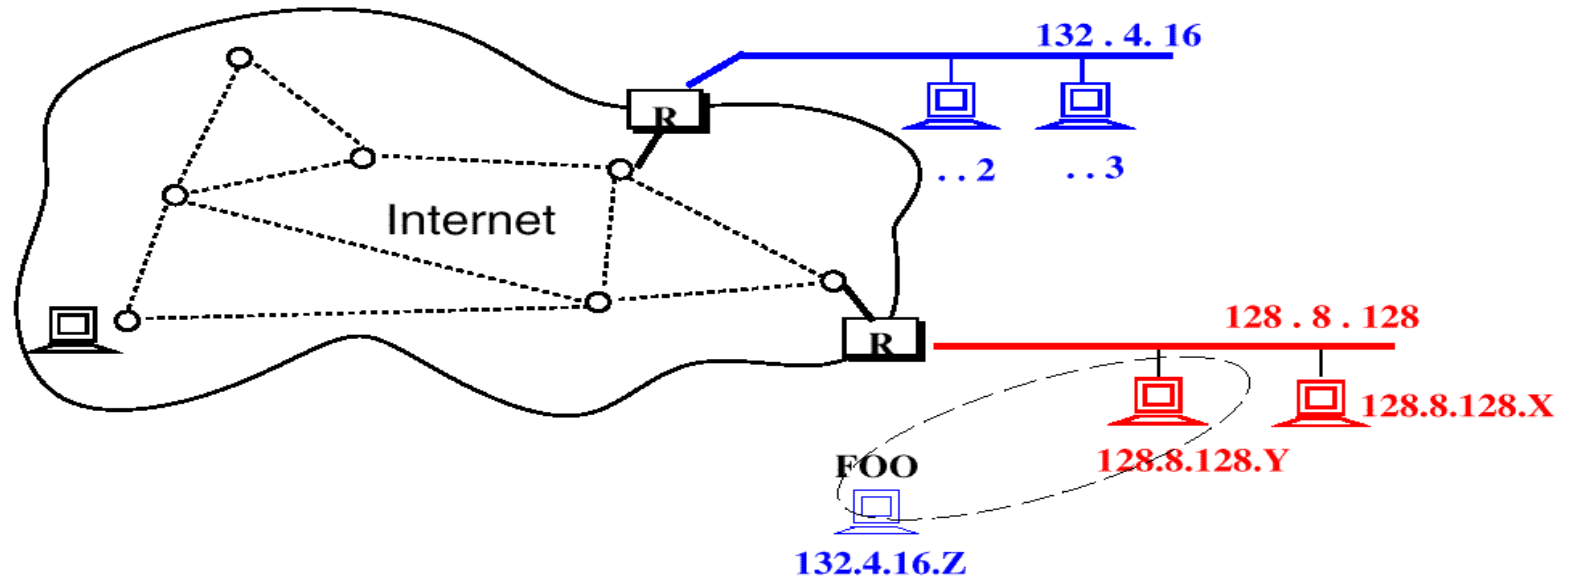 132 . 4. 16
R
. . 2
. . 3
Internet
128 . 8 . 128
R
128.8.128.X
128.8.128.Y
FOO
132.4.16.Z